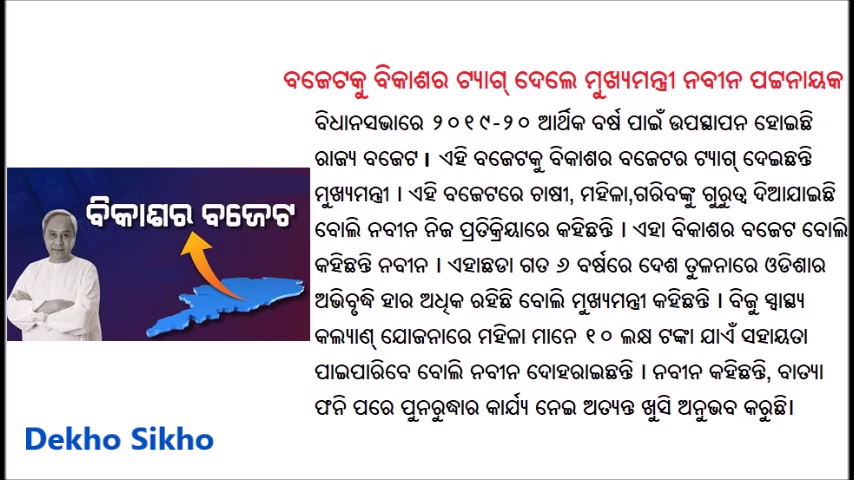 ବଜେଟକୁ ବିକାଶର ଟ୍ୟାଗ୍ ଦେଲେ ମୁଖ୍ୟମନ୍ତ୍ରୀ ନବୀନ ପଟ୍ଟନାୟକ
ବିଧାନସଭାରେ ୨୦୧୯-୨୦ ଆର୍ଥିକ ବର୍ଷ ପାଇଁ ଉପସ୍ଥାପନ ହୋଇଛି
ରାଜ୍ୟ ବଜେଟ । ଏହି ବଜେଟକୁ ବିକାଶର ବଜେଟର ଟ୍ୟାଗ୍ ଦେଇଛନ୍ତି
ମୁଖ୍ୟମନ୍ତ୍ରୀ । ଏହି ବଜେଟରେ ଚାଷୀ, ମହିଳା,ଗରିବଙ୍କୁ ଗୁରୁତ୍ୱ ଦିଆଯାଇଛି
ବୋଲି ନବୀନ ନିଜ ପ୍ରତିକ୍ରିୟାରେ କହିଛନ୍ତି । ଏହା ବିକାଶର ବଜେଟ ବୋଲି
କହିଛନ୍ତି ନବୀନ । ଏହାଛଡା ଗତ ୬ ବର୍ଷରେ ଦେଶ ତୁଳନାରେ ଓଡିଶାର
ଅଭିବୃଦ୍ଧି ହାର ଅଧିକ ରହିଛି ବୋଲି ମୁଖ୍ୟମନ୍ତ୍ରୀ କହିଛନ୍ତି । ବିଜୁ ସ୍ୱାସ୍ଥ୍ୟ
କଲ୍ୟାଣ୍ ଯୋଜନାରେ ମହିଳା ମାନେ ୧୦ ଲକ୍ଷ ଟଙ୍କା ଯାଏଁ ସହାୟତା
ପାଇପାରିବେ ବୋଲି ନବୀନ ଦୋହରାଇଛନ୍ତି । ନବୀନ କହିଛନ୍ତି, ବାତ୍ୟା
ଫନି ପରେ ପୁନରୁଦ୍ଧାର କାର୍ଯ୍ୟ ନେଇ ଅତ୍ୟନ୍ତ ଖୁସି ଅନୁଭବ କରୁଛି।
ବିକାଶର ବଜେଟ
Dekho Sikho